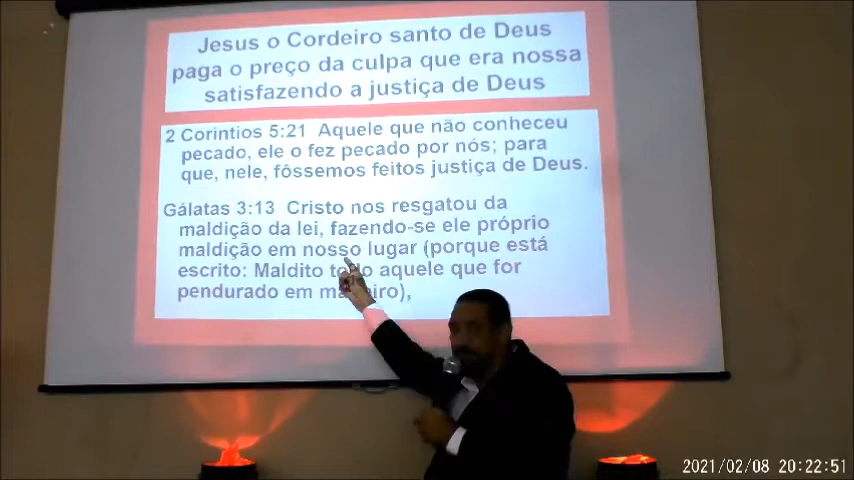 Jesus o Cordeiro santo de Deus
paga o preço da culpa que era nossa
satisfazendo a justiça de Deus
2 Coríntios 5:21 Aquele que não conheceu
pecado, ele o fez pecado por nós; para
que, nele, fôssemos feitos justiça de Deus.
Gálatas 3:13 Cristo nos resgatou da
maldição da lei, fazendo-se ele próprio
maldição em nosso lugar (porque está
escrito: Maldito aquele que for
pendurado em
2021/02/08 20:22:51